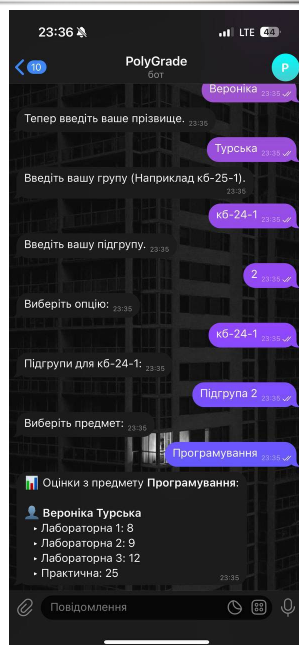 23:36
LTE 44
10
PolyGrade
бот
P
Вероніка 23:35
Тепер введіть ваше прізвище. 23:35
Турська 23:35
Введіть вашу групу (Наприклад кб-25-1).
23:35
кб-24-1 23:35
Введіть вашу підгрупу. 23:35
2 23:35
Виберіть опцію: 23:35
кб-24-1 23:35
Підгрупи для кб-24-1: 23:35
Підгрупа 2 23:35
Виберіть предмет: 23:35
Програмування 23:35
Оцінки з предмету Програмування:
Вероніка Турська
‣ Лабораторна 1: 8
‣ Лабораторна 2: 9
‣ Лабораторна 3: 12
‣ Практична: 25
23:35
Повідомлення